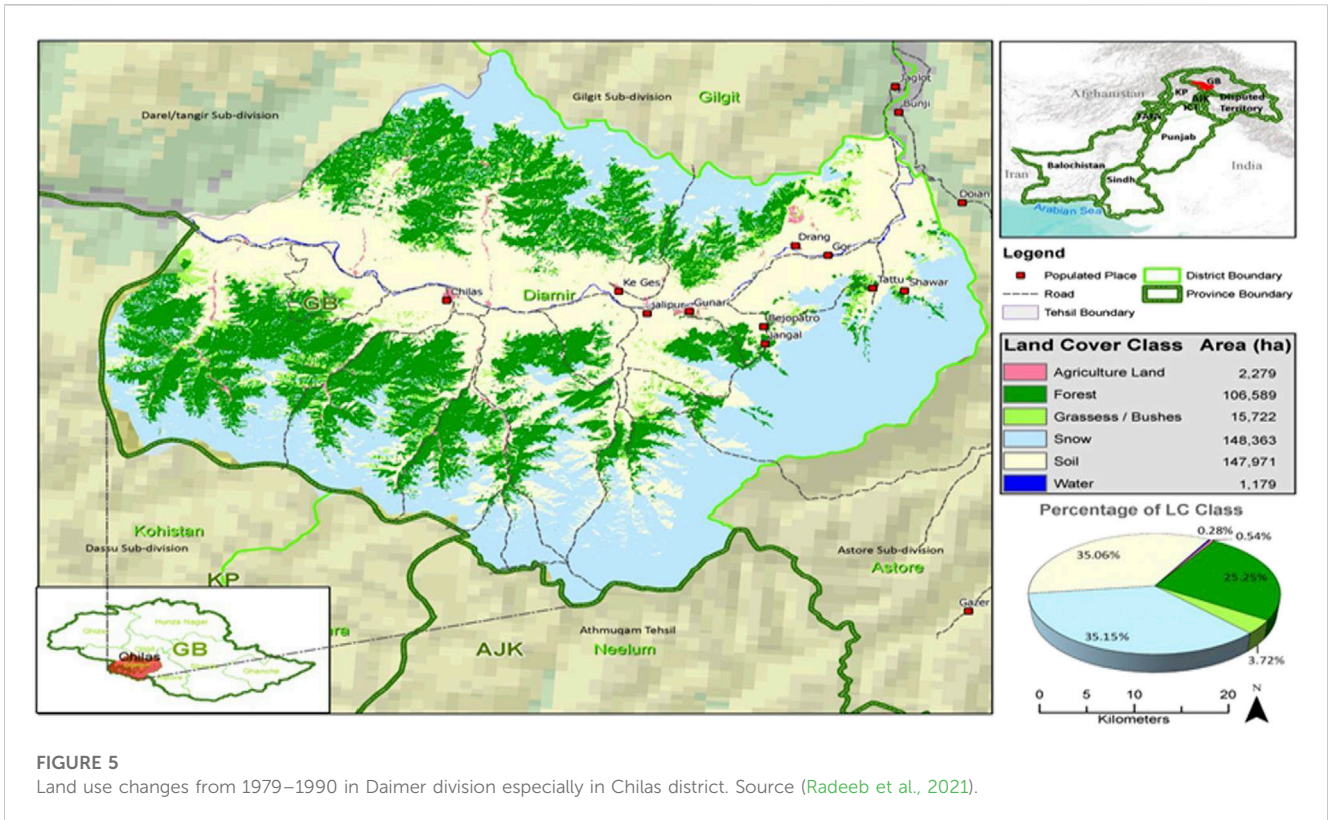 Darel/tangir Sub-division
Gilgit Sub-division
Gilgit
Jaglot
Bunji
Doian
Drang
Gor
Tattu
Shawar
Ke Ges
Chilas
Diamir
GB
Jalipur
Gunar
Bejopatro
Jangal
Kohistan
Dassu Sub-division
KP
Astore Sub-division
Astore
Gazer
Athmuqam Tehsil
Neelum
AJK
Ghizer
Hunza Nagar
GB
Chilas
Ghanche
Afghanistan
GB
KP
AJK
ICT
Disputed
Territory
FATA
Punjab
Balochistan
India
Iran
Sindh
Arabian Sea
Legend
Populated Place
District Boundary
Road
Province Boundary
Tehsil Boundary
Land Cover Class Area (ha)
Agriculture Land 2,279
Forest 106,589
Grassess / Bushes 15,722
Snow 148,363
Soil 147,971
Water 1,179
Percentage of LC Class
0.28%
0.54%
35.06%
25.25%
35.15%
3.72%
0 5 10 20
Kilometers
N
FIGURE 5
Land use changes from 1979–1990 in Daimer division especially in Chilas district. Source (Radeeb et al., 2021).